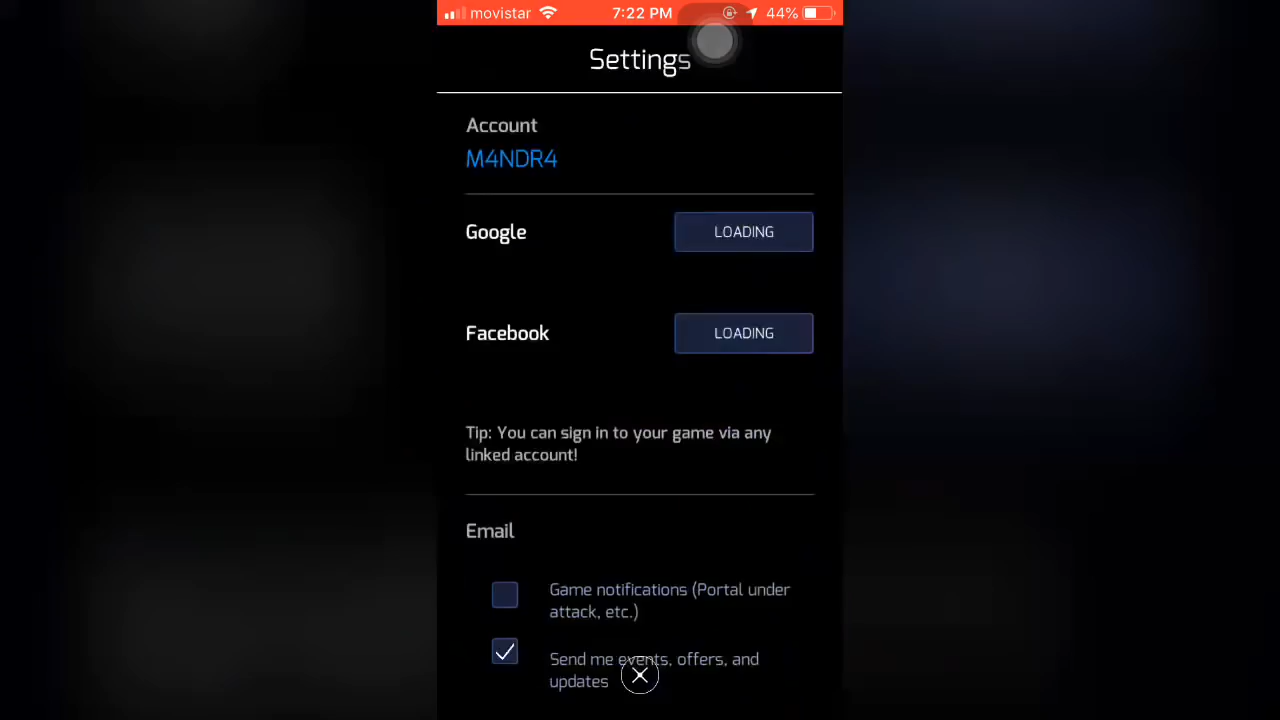 movistar 7:22 PM 44%
Settings
Account
M4NDR4
Google LOADING
Facebook LOADING
Tip: You can sign in to your game via any
linked account!
Email
Game notifications (Portal under
attack, etc.)
Send me events, offers, and
updates